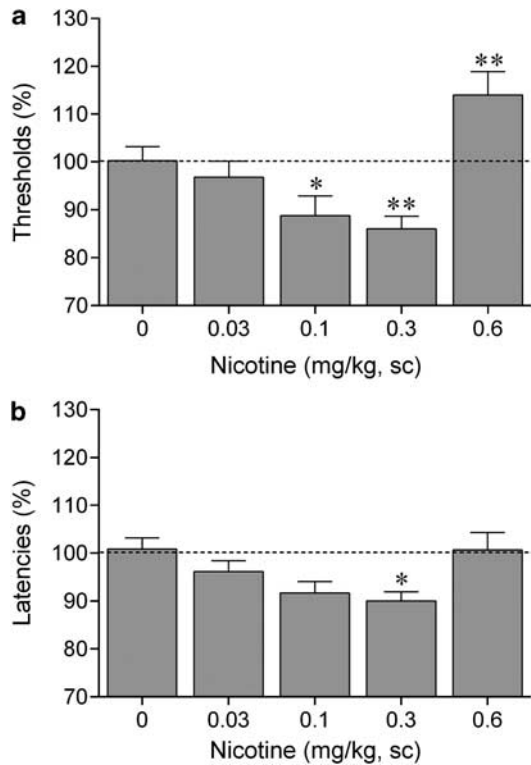 a
130
120
110
100
90
80
70
Thresholds (%)
*
**
**
0 0.03 0.1 0.3 0.6
Nicotine (mg/kg, sc)
b
130
120
110
100
90
80
70
Latencies (%)
*
0 0.03 0.1 0.3 0.6
Nicotine (mg/kg, sc)